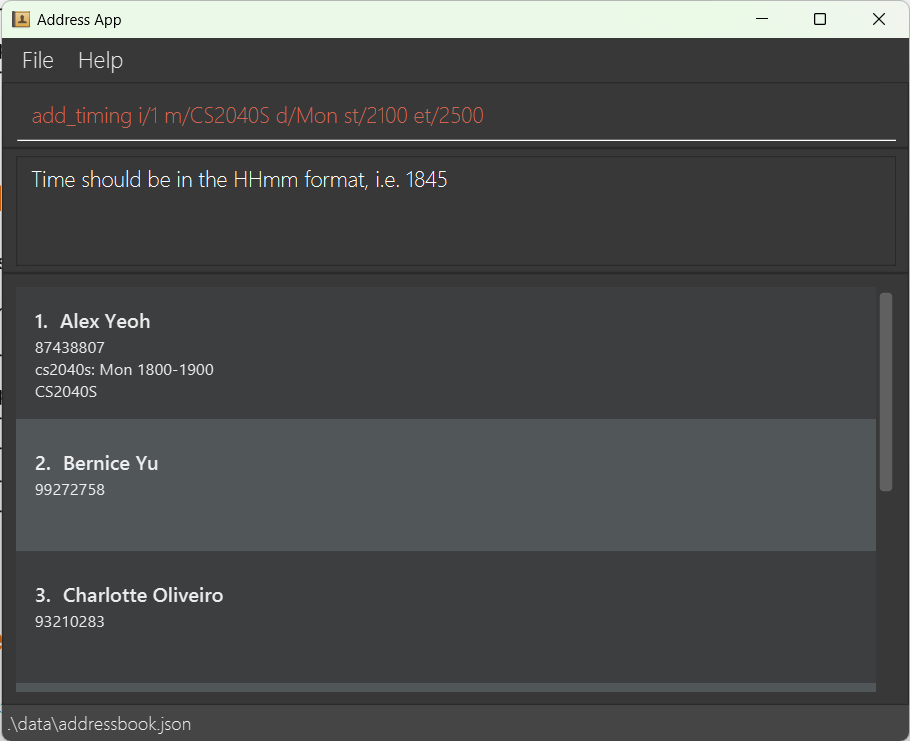 Address App
File Help
add_timing i/1 m/CS2040S d/Mon st/2100 et/2500
Time should be in the HHmm format, i.e. 1845
1. Alex Yeoh
87438807
cs2040s: Mon 1800-1900
CS2040S
2. Bernice Yu
99272758
3. Charlotte Oliveiro
93210283
.\data\addressbook.json